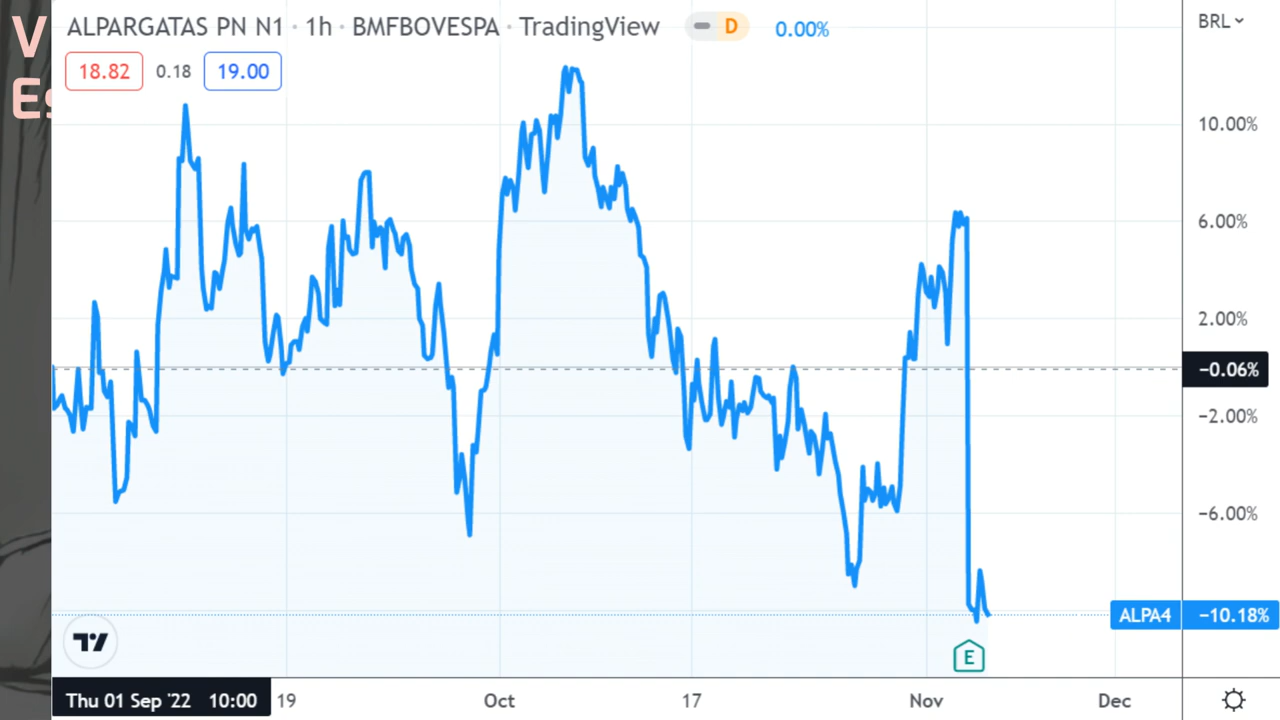 V
Es
ALPARGATAS PN N1 · 1h · BMFBOVESPA · TradingView D 0.00%
18.82 0.18 19.00
BRL
10.00%
6.00%
2.00%
−0.06%
−2.00%
−6.00%
ALPA4 −10.18%
E
Thu 01 Sep '22 10:00 19 Oct 17 Nov Dec